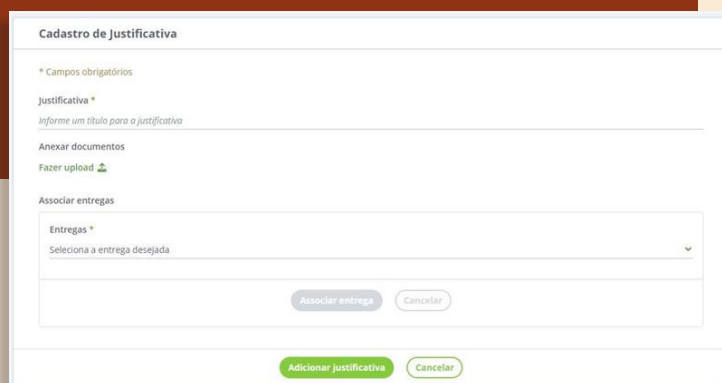 Cadastro de Justificativa
* Campos obrigatórios
Justificativa *
Informe um título para a justificativa
Anexar documentos
Fazer upload
Associar entregas
Entregas *
Seleciona a entrega desejada
Associar entrega Cancelar
Adicionar justificativa Cancelar